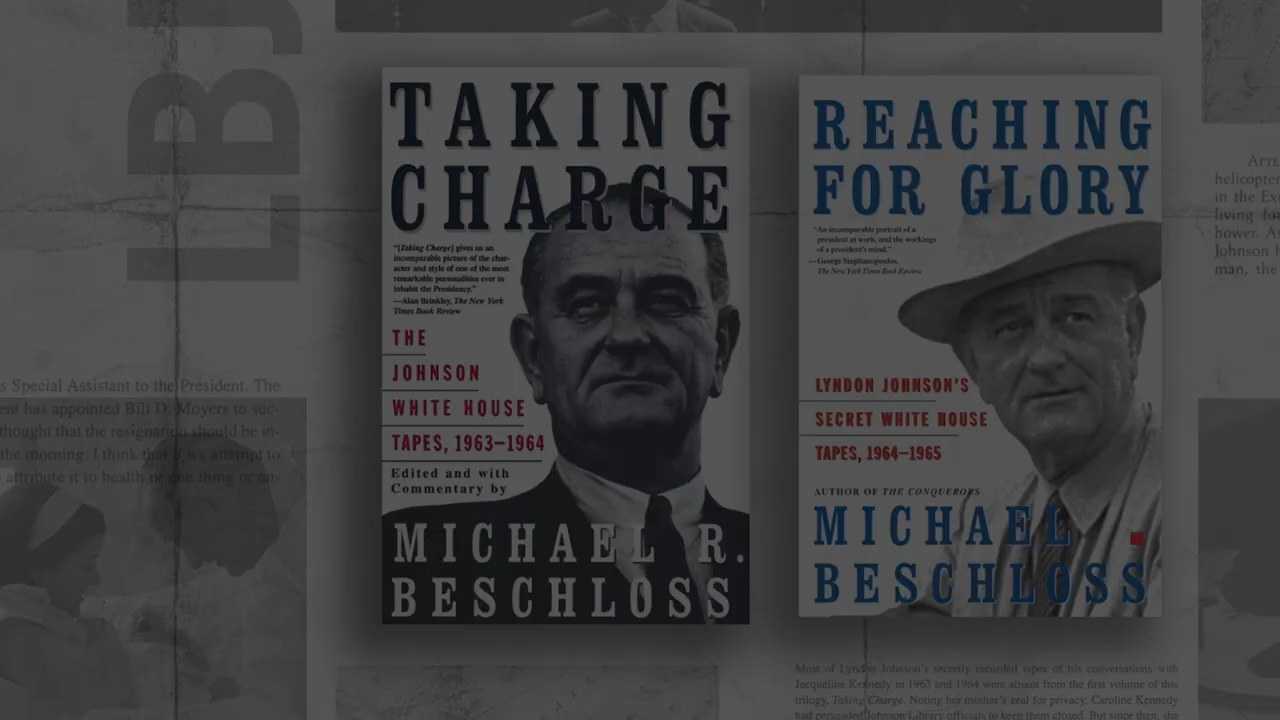 LBJ
TAKING
CHARGE
"[Taking Charge] gives us an
incomparable picture of the char-
acter and style of one of the most
remarkable personalities ever to
inhabit the Presidency."
—Alan Brinkley, The New York
Times Book Review
THE
JOHNSON
WHITE HOUSE
TAPES, 1963–1964
Edited and with
Commentary by
MICHAEL R.
BESCHLOSS
REACHING
FOR GLORY
"An incomparable portrait of a
president at work, and the workings
of a president's mind."
—George Stephanopoulos,
The New York Times Book Review
LYNDON JOHNSON'S
SECRET WHITE HOUSE
TAPES, 1964–1965
AUTHOR OF THE CONQUERORS
MICHAEL
BESCHLOSS
s Special Assistant to the President. The
ent has appointed Bill D. Moyers to suc-
thought that the resignation should be in-
the morning. I think that if we attempt to
attribute it to health or one thing or an-
AFTE
helicopter
in the Exe
living for
hower. As
Johnson i
man, the
Most of Lyndon Johnson's secretly recorded tapes of his conversations with
Jacqueline Kennedy in 1963 and 1964 were absent from the first volume of this
trilogy, Taking Charge. Noting her mother's zeal for privacy, Caroline Kennedy
had persuaded Johnson Library officials to keep them closed. But since then, she